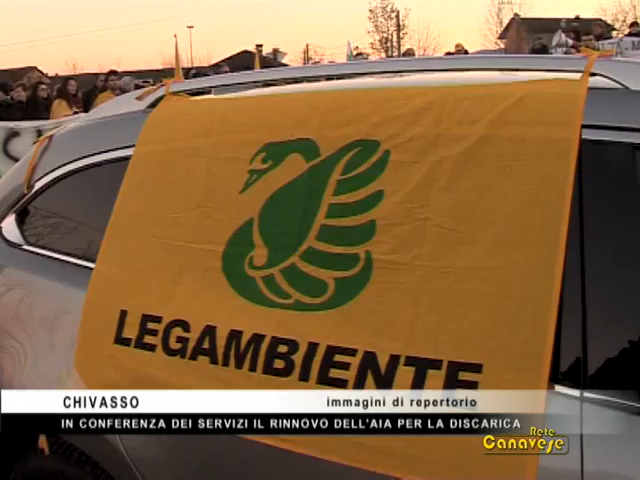 LEGAMBIENTE
CHIVASSO
immagini di repertorio
IN CONFERENZA DEI SERVIZI IL RINNOVO DELL'AIA PER LA DISCARICA
Rete
Canavese